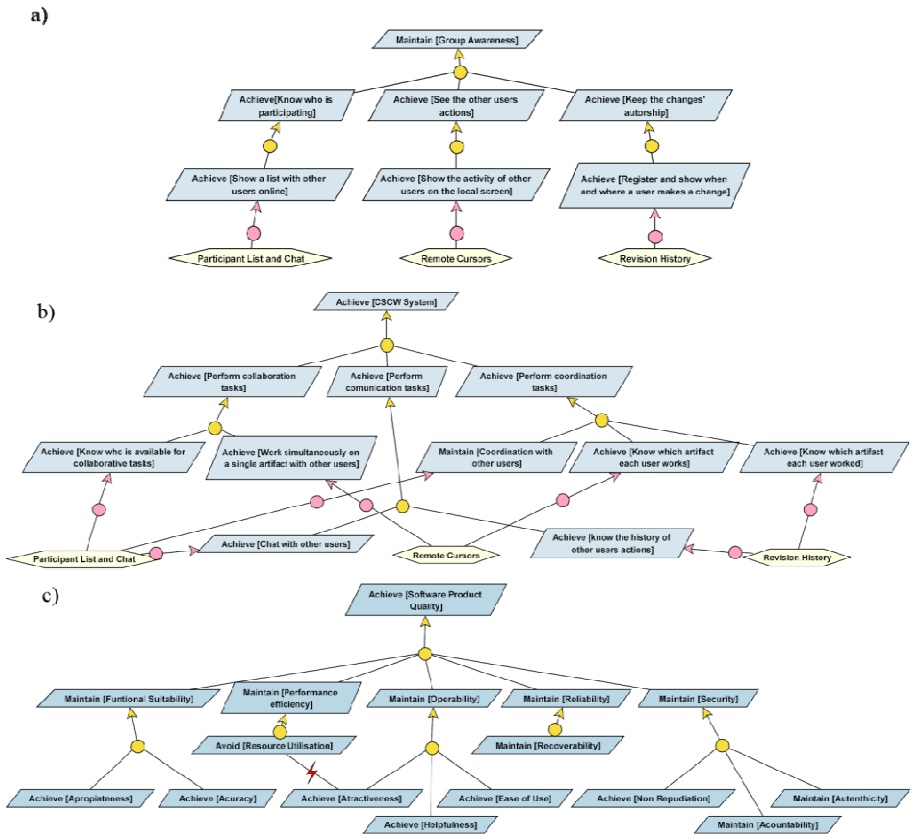 a)
Maintain [Group Awareness]
Achieve[Know who is
participating]
Achieve [See the other users
actions]
Achieve [Keep the changes'
autorship]
Achieve [Show a list with other
users online]
Achieve [Show the activity of other
users on the local screen]
Achieve [Register and show when
and where a user makes a change]
Participant List and Chat
Remote Cursors
Revision History
b)
Achieve [CSCW System]
Achieve [Perform collaboration
tasks]
Achieve [Perform
comunication tasks]
Achieve [Perform coordination
tasks]
Achieve [Know who is available for
collaborative tasks]
Achieve [Work simultaneously on
a single artifact with other users]
Maintain [Coordination with
other users]
Achieve [Know which artifact
each user works]
Achieve [Know which artifact
each user worked]
Participant List and Chat
Achieve [Chat with other users]
Remote Cursors
Achieve [know the history of
other users actions]
Revision History
c)
Achieve [Software Product
Quality]
Maintain [Funtional Suitability]
Maintain [Performance
efficiency]
Maintain [Operability]
Maintain [Reliability]
Maintain [Security]
Avoid [Resource Utilisation]
Maintain [Recoverability]
Achieve [Apropiateness]
Achieve [Acuracy]
Achieve [Atractiveness]
Achieve [Ease of Use]
Achieve [Non Repudiation]
Maintain [Autenthicity]
Achieve [Helpfulness]
Maintain [Acountability]